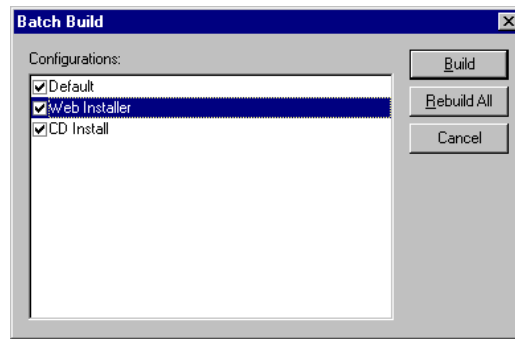 Batch Build
Configurations:
Default
Web Installer
CD Install
Build
Rebuild All
Cancel